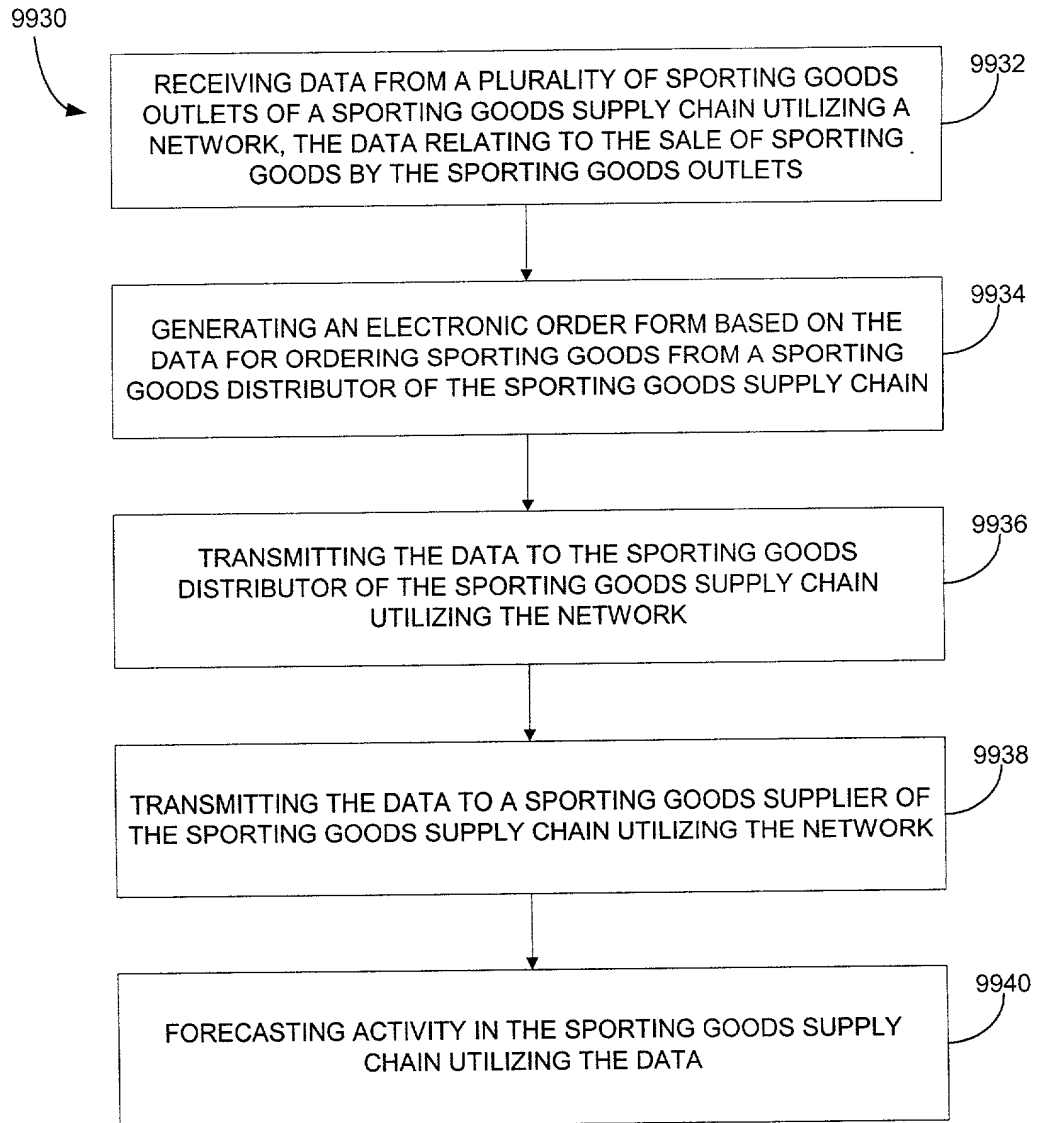 9930
9932
RECEIVING DATA FROM A PLURALITY OF SPORTING GOODS
OUTLETS OF A SPORTING GOODS SUPPLY CHAIN UTILIZING A
NETWORK, THE DATA RELATING TO THE SALE OF SPORTING
GOODS BY THE SPORTING GOODS OUTLETS
9934
GENERATING AN ELECTRONIC ORDER FORM BASED ON THE
DATA FOR ORDERING SPORTING GOODS FROM A SPORTING
GOODS DISTRIBUTOR OF THE SPORTING GOODS SUPPLY CHAIN
9936
TRANSMITTING THE DATA TO THE SPORTING GOODS
DISTRIBUTOR OF THE SPORTING GOODS SUPPLY CHAIN
UTILIZING THE NETWORK
9938
TRANSMITTING THE DATA TO A SPORTING GOODS SUPPLIER OF
THE SPORTING GOODS SUPPLY CHAIN UTILIZING THE NETWORK
9940
FORECASTING ACTIVITY IN THE SPORTING GOODS SUPPLY
CHAIN UTILIZING THE DATA